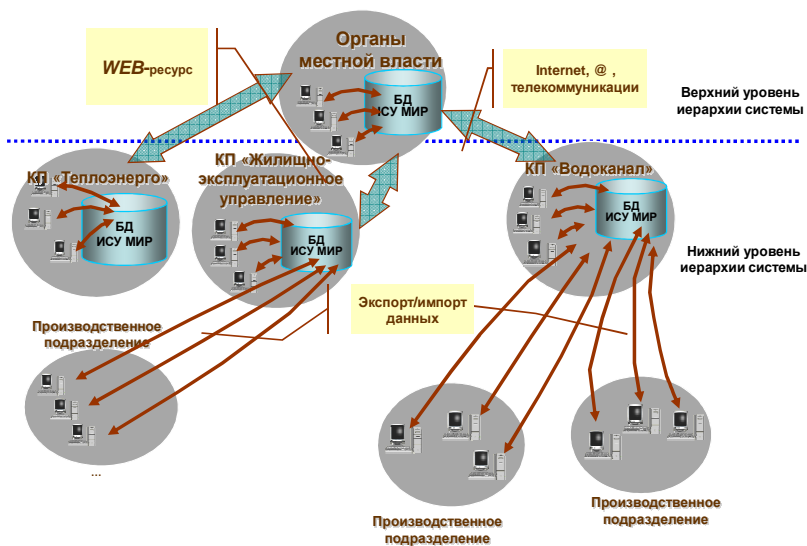 Органы
местной власти
WEB-ресурс
БД
ИСУ МИР
Internet, @ ,
телекоммуникации
Верхний уровень
иерархии системы
КП «Теплоэнерго»
БД
ИСУ МИР
КП «Жилищно-
эксплуатационное
управление»
БД
ИСУ МИР
КП «Водоканал»
БД
ИСУ МИР
Нижний уровень
иерархии системы
Экспорт/импорт
данных
Производственное
подразделение
...
Производственное
подразделение
Производственное
подразделение